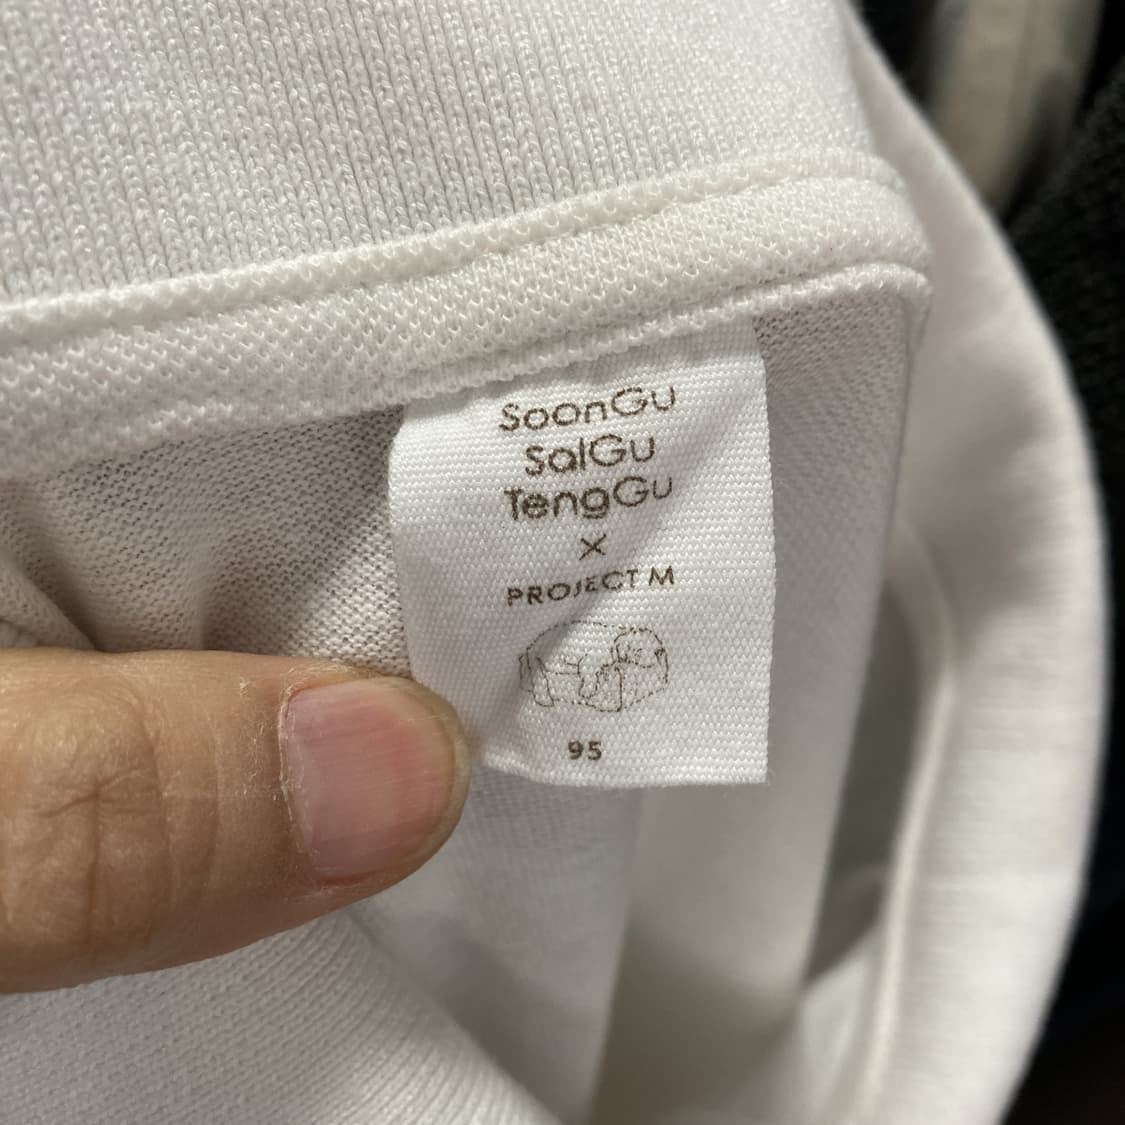 SoonGu
SalGu
TengGu
×
PROJECT M
95